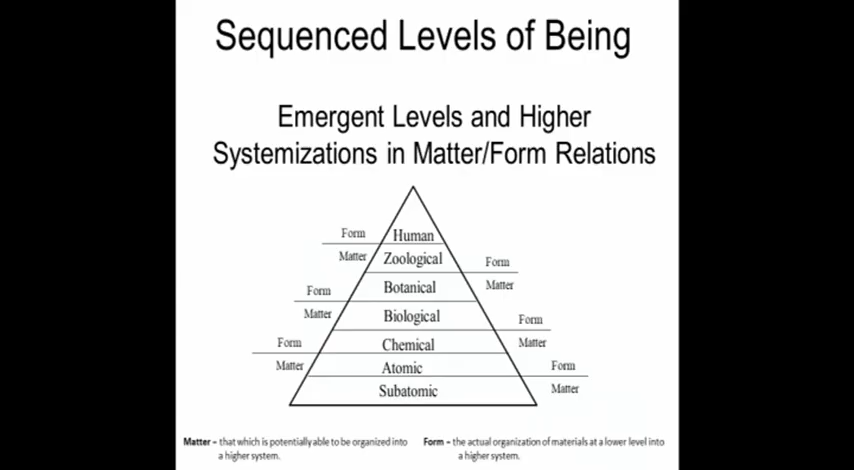 Sequenced Levels of Being
Emergent Levels and Higher
Systemizations in Matter/Form Relations
Form
Human
Matter
Zoological
Form
Botanical
Matter
Form
Matter
Biological
Form
Form
Chemical
Matter
Matter
Atomic
Form
Subatomic
Matter
Matter – that which is potentially able to be organized into
a higher system.
Form – the actual organization of materials at a lower level into
a higher system.